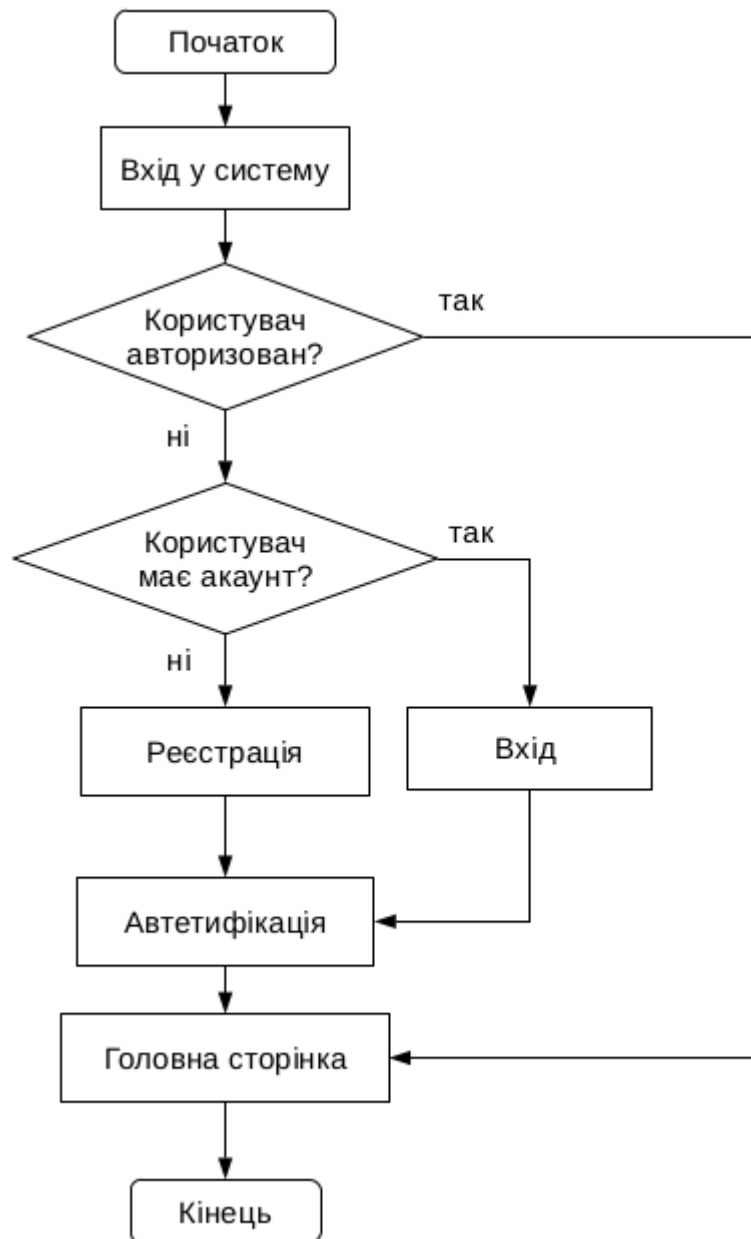 Початок
Вхід у систему
Користувач
авторизован?
так
ні
Користувач
має акаунт?
так
ні
Реєстрація
Вхід
Автетифікація
Головна сторінка
Кінець